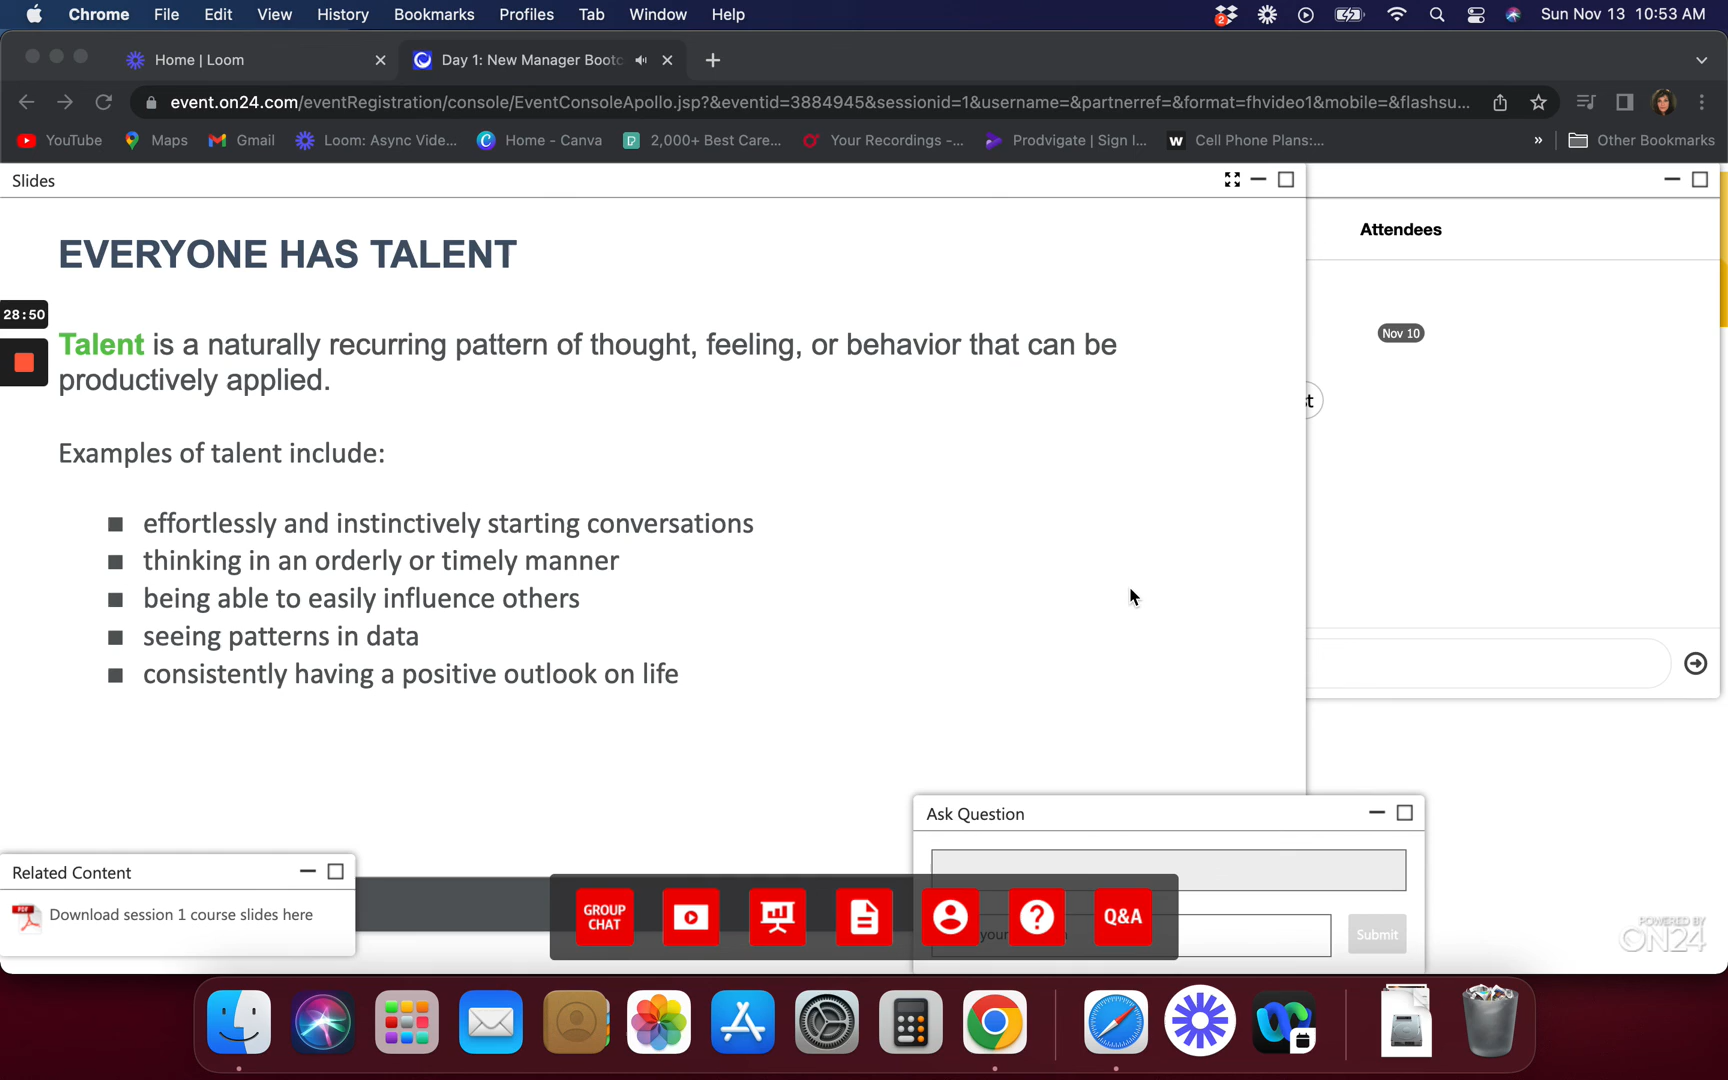 Chrome File Edit View History Bookmarks Profiles Tab Window Help
2
Sun Nov 13 10:53 AM
Home | Loom
Day 1: New Manager Bootc
event.on24.com/eventRegistration/console/EventConsoleApollo.jsp?&eventid=3884945&sessionid=1&username=&partnerref=&format=fhvideo1&mobile=&flashsu...
YouTube Maps Gmail Loom: Async Vide... Home - Canva 2,000+ Best Care... Your Recordings -... Prodvigate | Sign I... W Cell Phone Plans:... » Other Bookmarks
Slides
Attendees
EVERYONE HAS TALENT
28:50
Nov 10
Talent is a naturally recurring pattern of thought, feeling, or behavior that can be
productively applied.
st
Examples of talent include:
■ effortlessly and instinctively starting conversations
■ thinking in an orderly or timely manner
■ being able to easily influence others
■ seeing patterns in data
■ consistently having a positive outlook on life
Ask Question
Related Content
PDF
Download session 1 course slides here
GROUP
CHAT
?
Q&A
your
Submit
POWERED BY
ON24